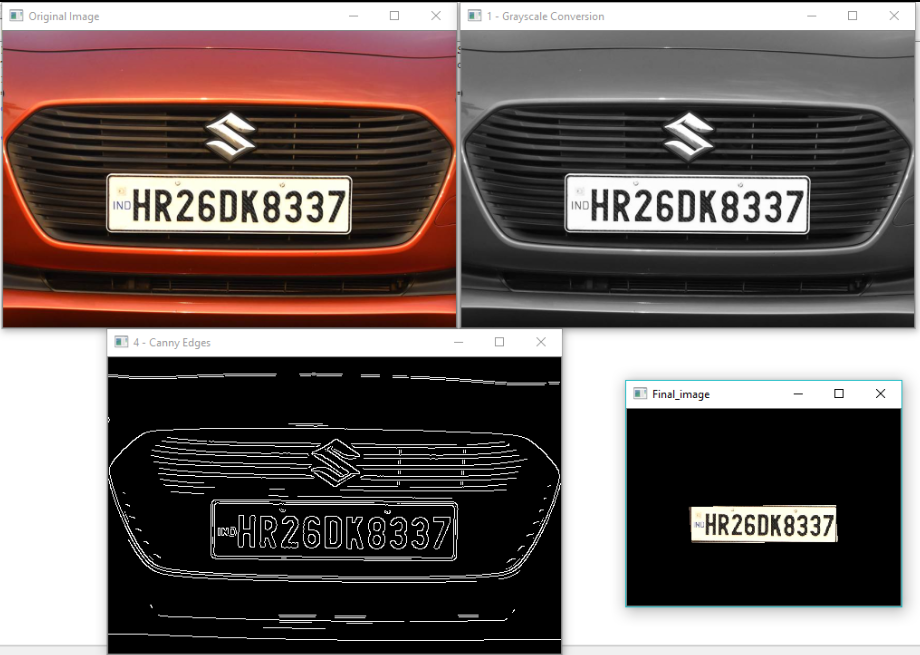 Original Image
1 - Grayscale Conversion
IND HR26DK8337
IND HR26DK8337
4 - Canny Edges
Final_image
IND HR26DK8337
IND HR26DK8337